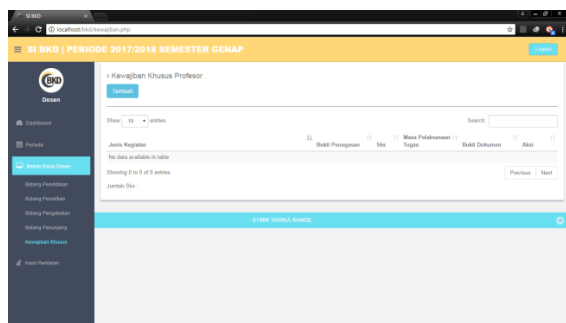 SI BKD
localhost/bkd/kewajiban.php
SI BKD | PERIODE 2017/2018 SEMESTER GENAP
Logout
BKD
Dosen
Dashboard
Periode
Beban Kerja Dosen
Bidang Pendidikan
Bidang Penelitian
Bidang Pengabdian
Bidang Penunjang
Kewajiban Khusus
Hasil Penilaian
› Kewajiban Khusus Profesor
Tambah
Show 10 entries
Search:
Jenis Kegiatan Bukti Penugasan Sks Masa Pelaksanaan Tugas Bukti Dokumen Aksi
No data available in table
Showing 0 to 0 of 0 entries
Previous Next
Jumlah Sks :
- STMIK YADIKA BANGIL -